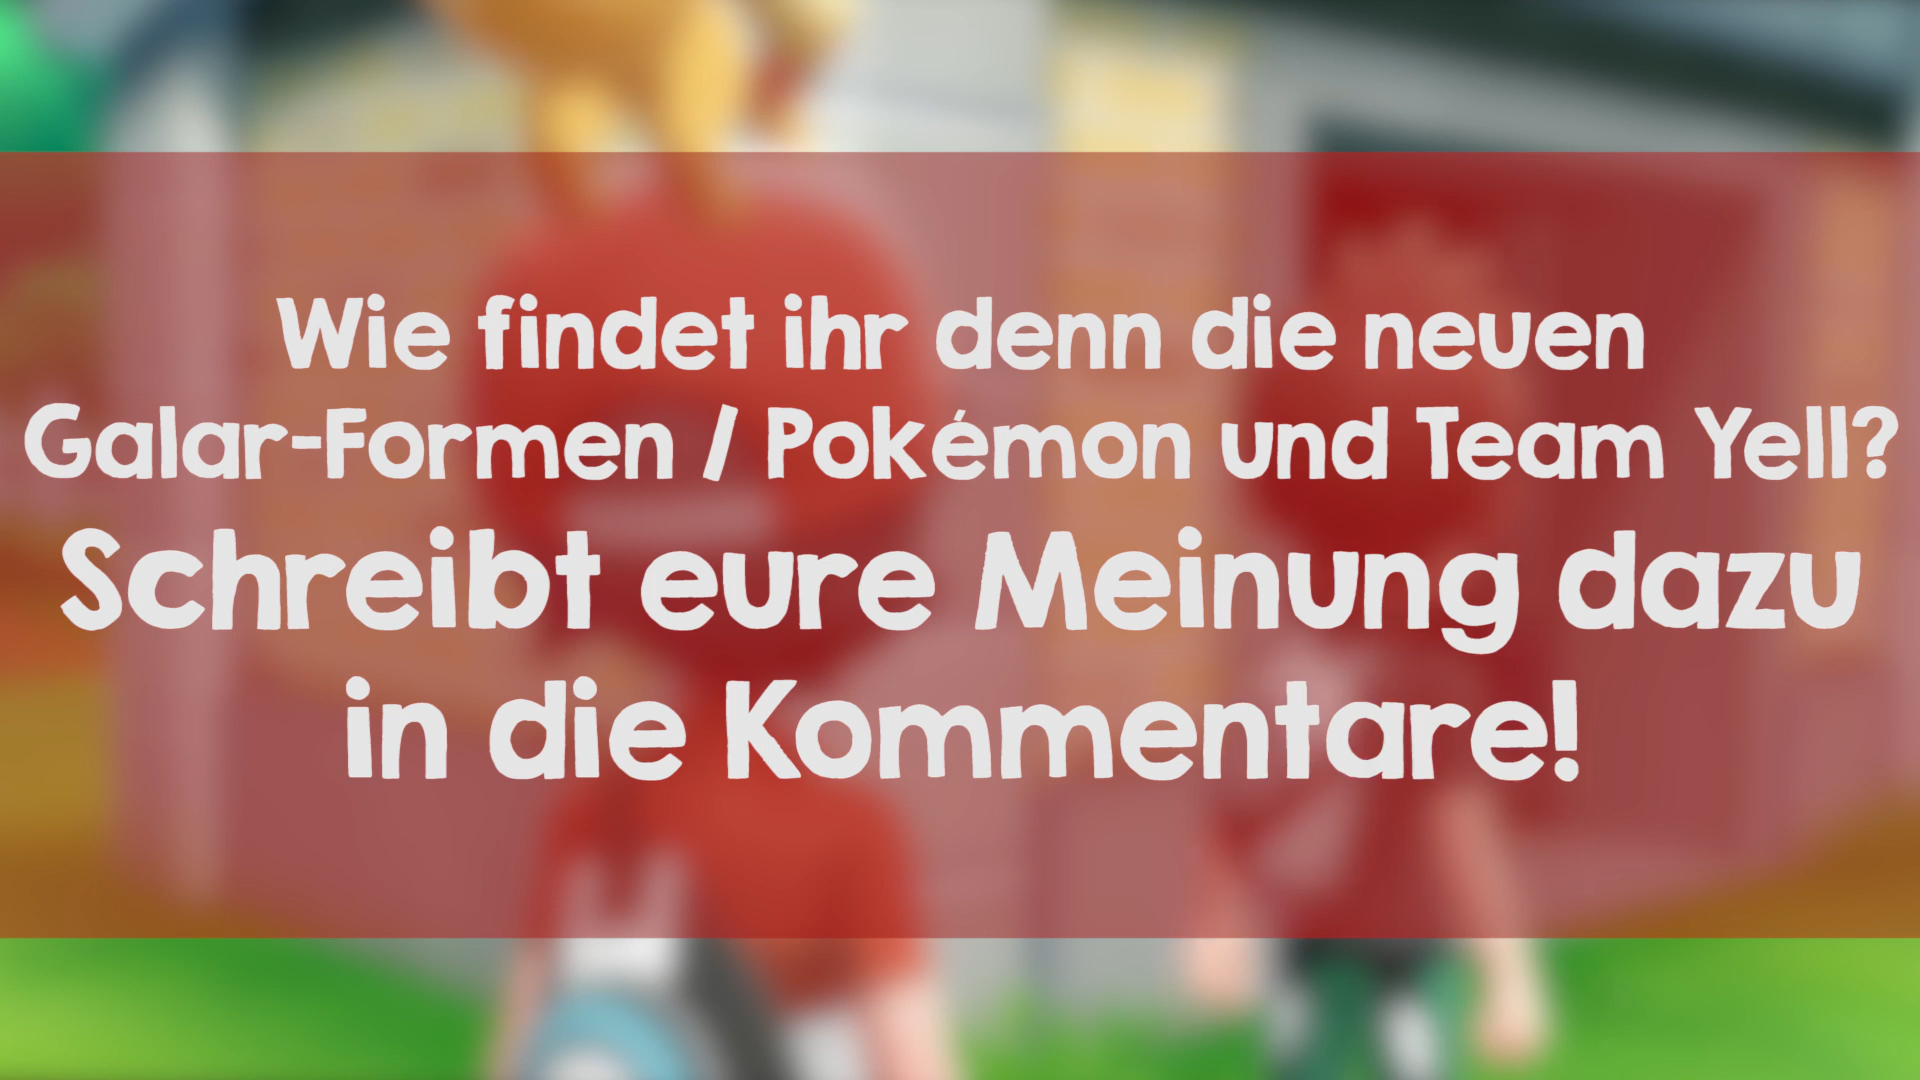 Wie findet ihr denn die neuen
Galar-Formen / Pokémon und Team Yell?
Schreibt eure Meinung dazu
in die Kommentare!